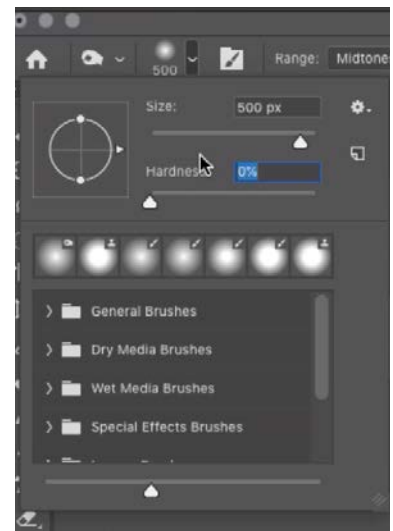 500
Range: Midtone
Size: 500 px
Hardness 0%
General Brushes
Dry Media Brushes
Wet Media Brushes
Special Effects Brushes